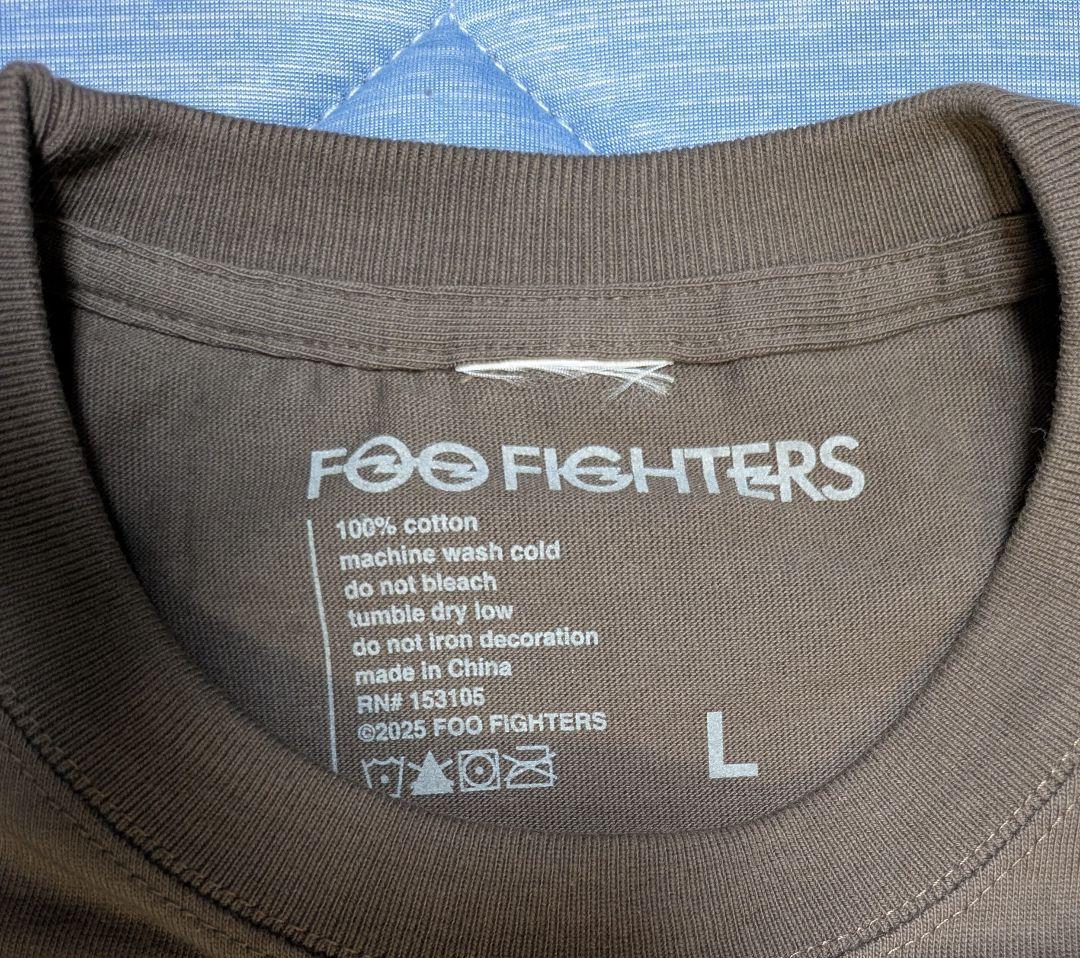 FOO FIGHTERS
100% cotton
machine wash cold
do not bleach
tumble dry low
do not iron decoration
made in China
RN# 153105
©2025 FOO FIGHTERS
L